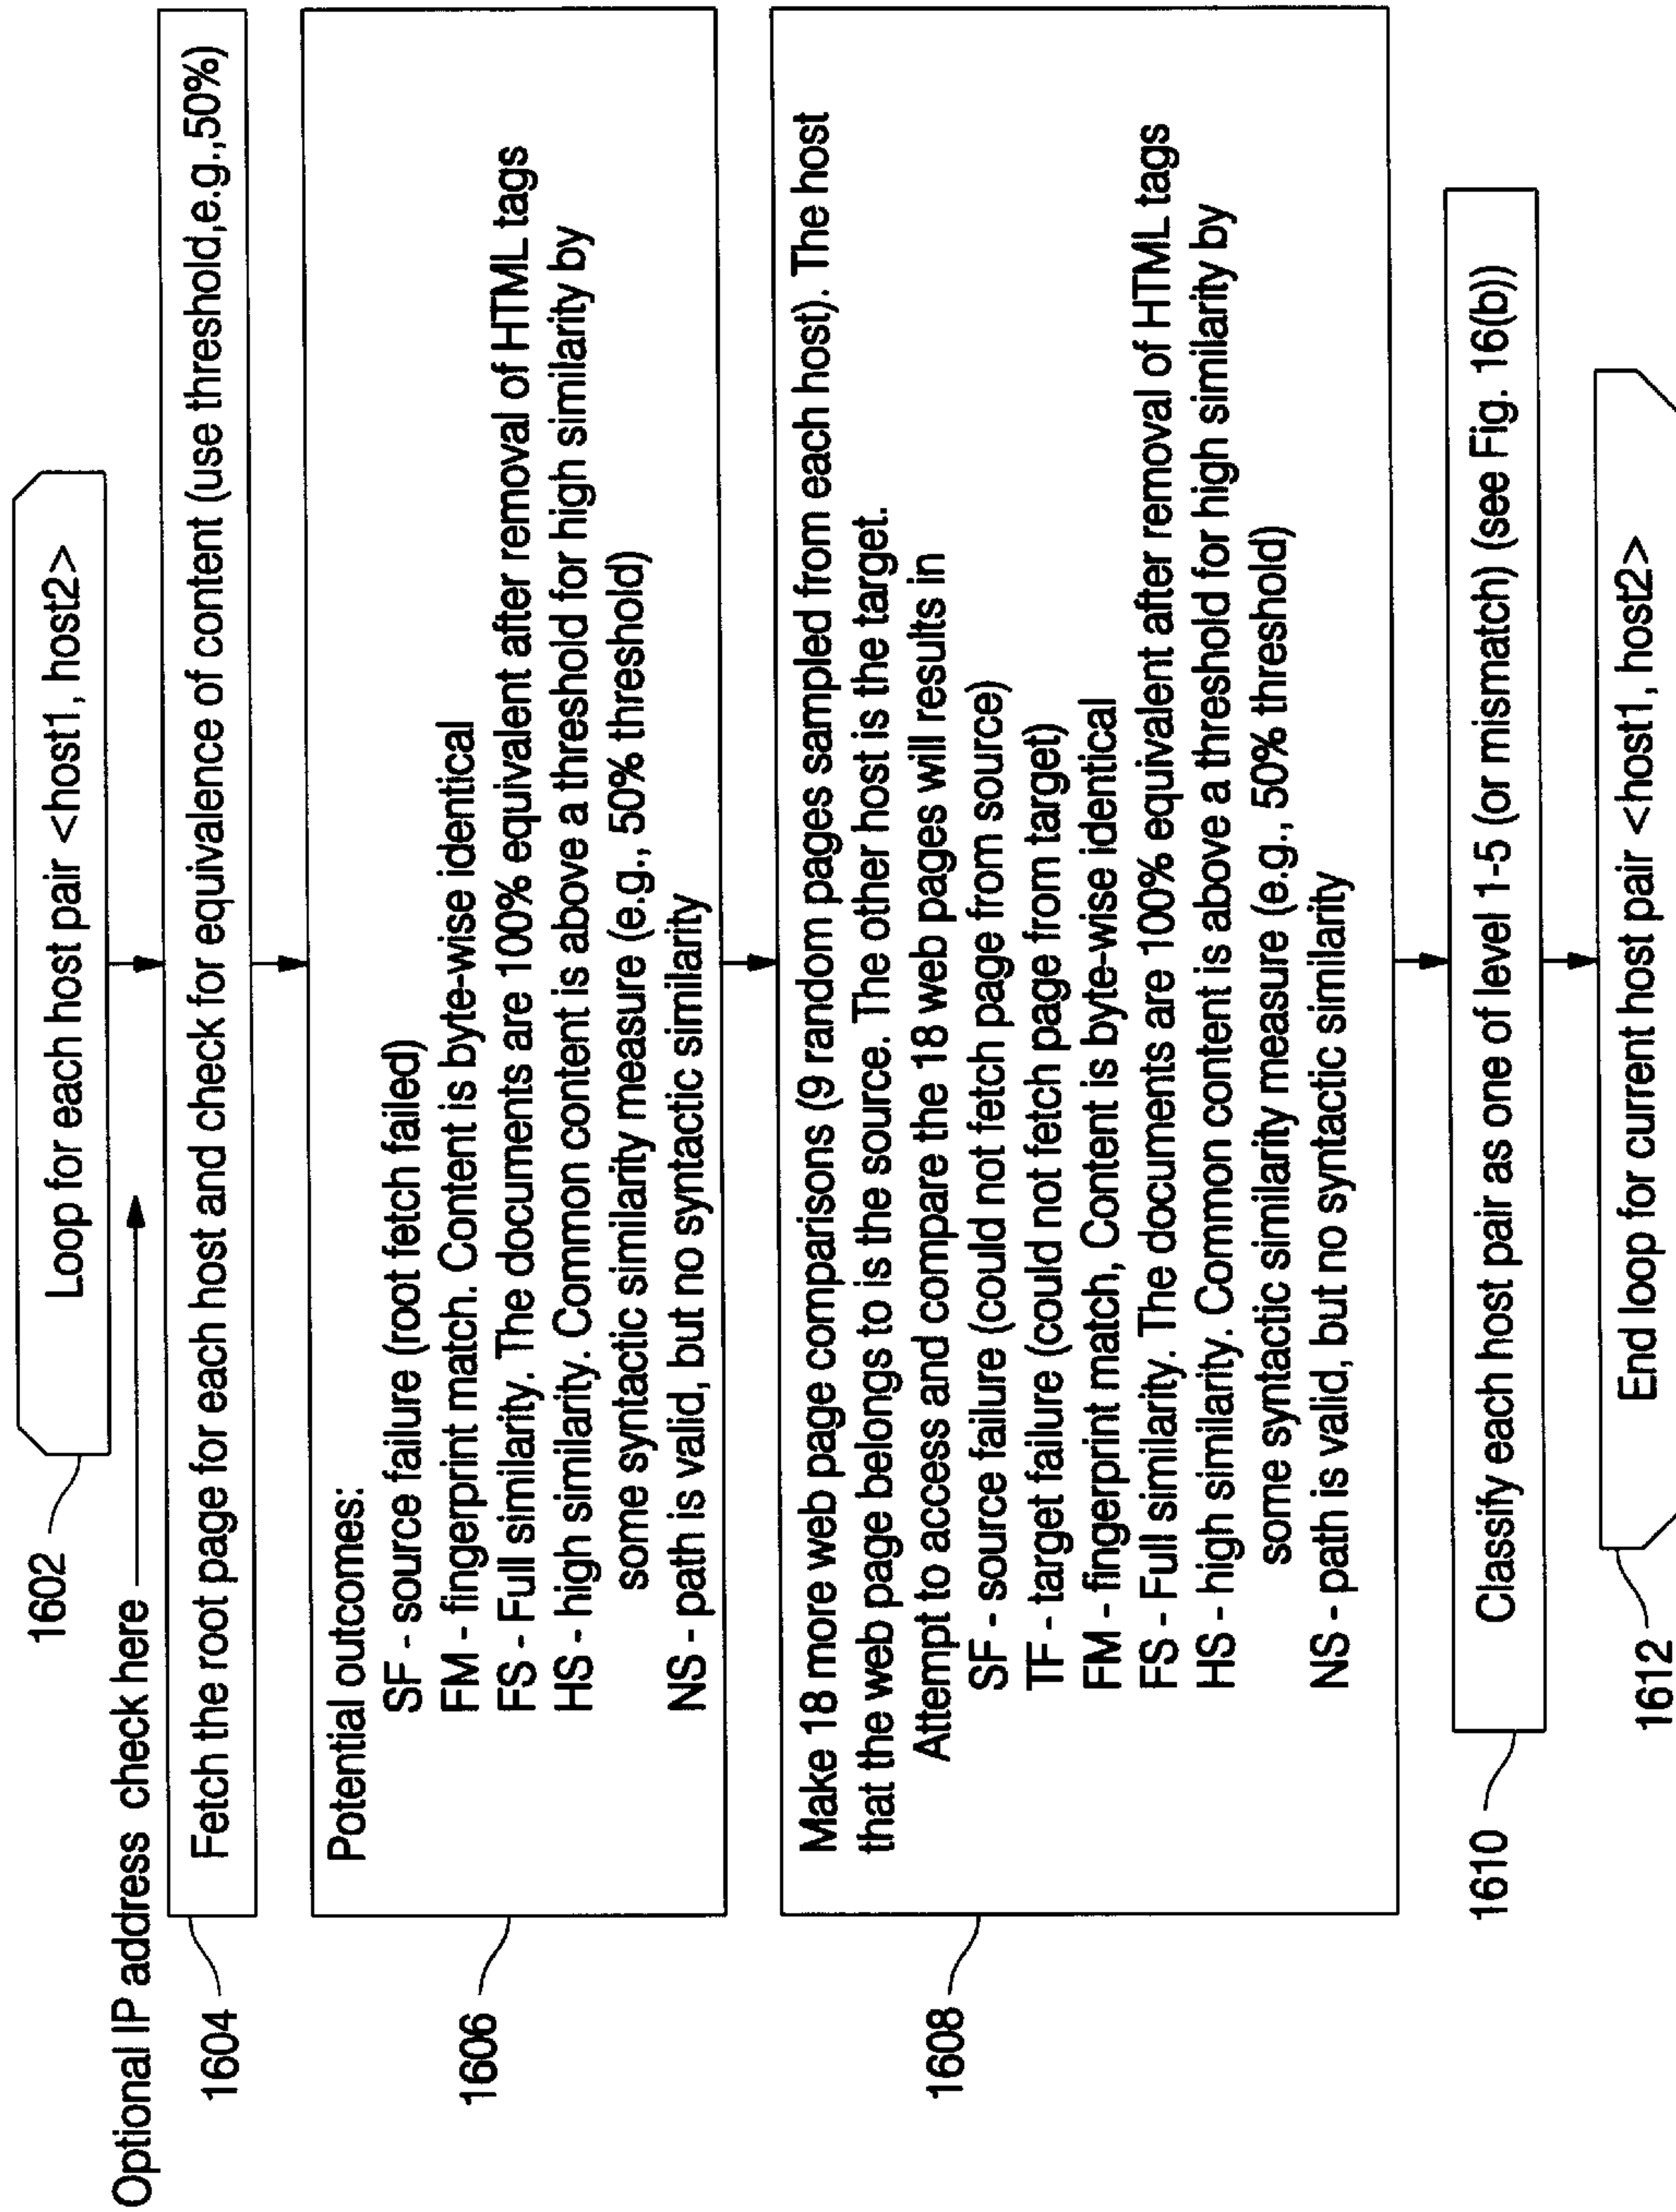 1602
Loop for each host pair <host1, host2>
Optional IP address check here
1604
Fetch the root page for each host and check for equivalence of content (use threshold,e.g.,50%)
1606
Potential outcomes:
SF - source failure (root fetch failed)
FM - fingerprint match. Content is byte-wise identical
FS - Full similarity. The documents are 100% equivalent after removal of HTML tags
HS - high similarity. Common content is above a threshold for high similarity by
some syntactic similarity measure (e.g., 50% threshold)
NS - path is valid, but no syntactic similarity
1608
Make 18 more web page comparisons (9 random pages sampled from each host). The host
that the web page belongs to is the source. The other host is the target.
Attempt to access and compare the 18 web pages will results in
SF - source failure (could not fetch page from source)
TF - target failure (could not fetch page from target)
FM - fingerprint match, Content is byte-wise identical
FS - Full similarity. The documents are 100% equivalent after removal of HTML tags
HS - high similarity. Common content is above a threshold for high similarity by
some syntactic similarity measure (e.g., 50% threshold)
NS - path is valid, but no syntactic similarity
1610
Classify each host pair as one of level 1-5 (or mismatch) (see Fig. 16(b))
1612
End loop for current host pair <host1, host2>